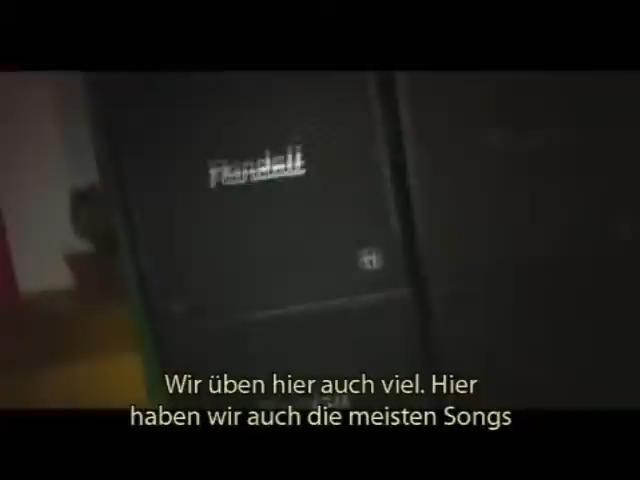 Randall
Wir üben hier auch viel. Hier
haben wir auch die meisten Songs